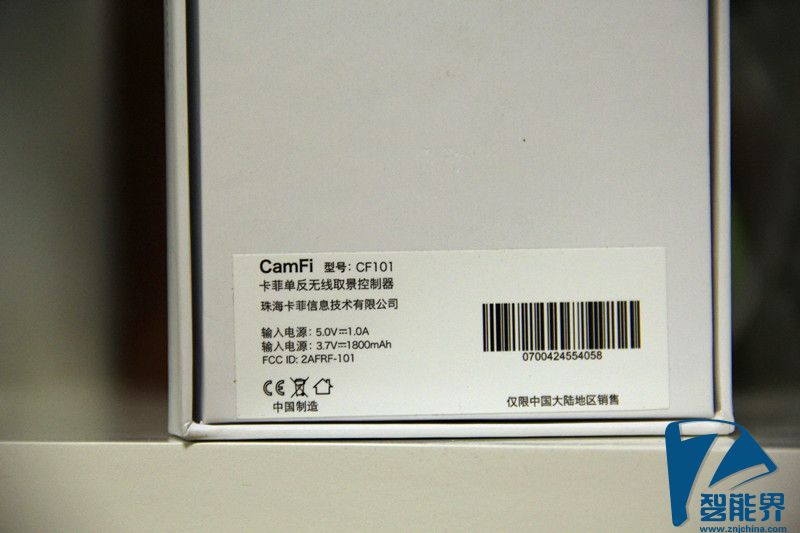 CamFi 型号: CF101
卡菲单反无线取景控制器
珠海卡菲信息技术有限公司
输入电源: 5.0V⎓1.0A
输入电源: 3.7V⎓1800mAh
FCC ID: 2AFRF-101
CE
中国制造
0700424554058
仅限中国大陆地区销售
智能界
www.znjchina.com